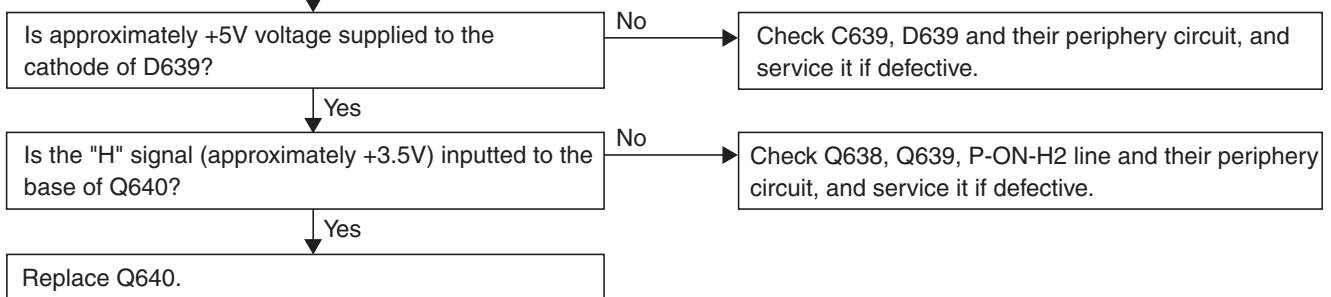 Is approximately +5V voltage supplied to the
cathode of D639?
No
Check C639, D639 and their periphery circuit, and
service it if defective.
Yes
Is the "H" signal (approximately +3.5V) inputted to the
base of Q640?
No
Check Q638, Q639, P-ON-H2 line and their periphery
circuit, and service it if defective.
Yes
Replace Q640.